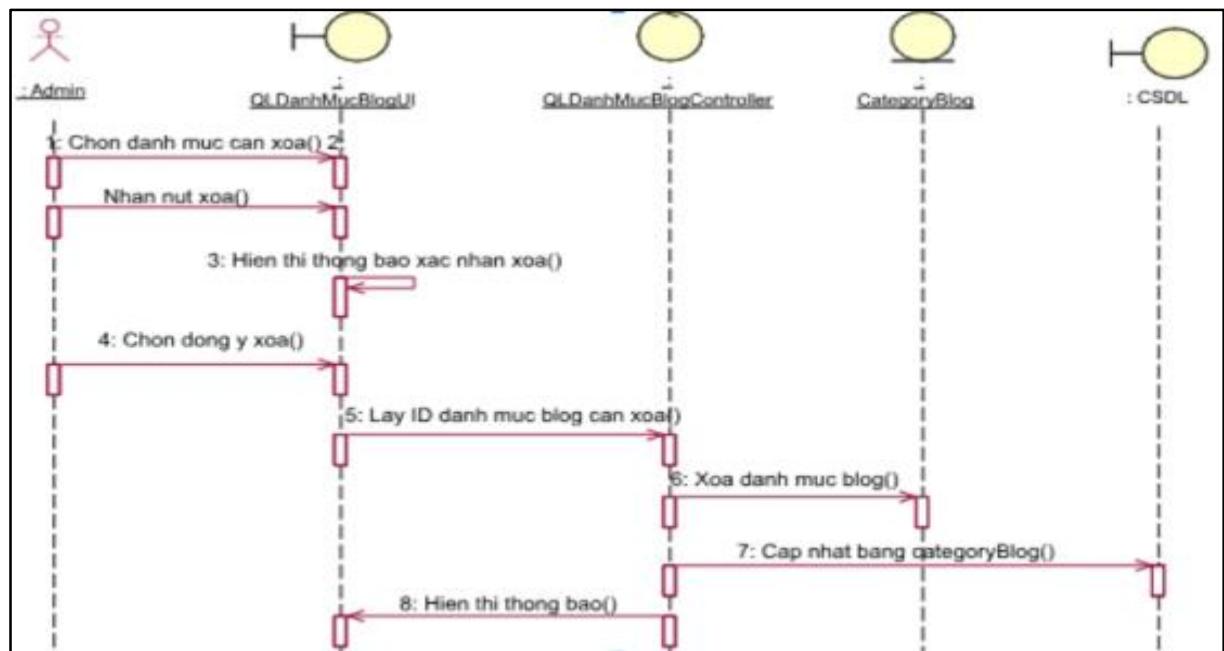 : Admin
:
QLDanhMucBlogUI
:
QLDanhMucBlogController
:
CategoryBlog
: CSDL
1: Chon danh muc can xoa() 2:
Nhan nut xoa()
3: Hien thi thong bao xac nhan xoa()
4: Chon dong y xoa()
5: Lay ID danh muc blog can xoa()
6: Xoa danh muc blog()
7: Cap nhat bang categoryBlog()
8: Hien thi thong bao()